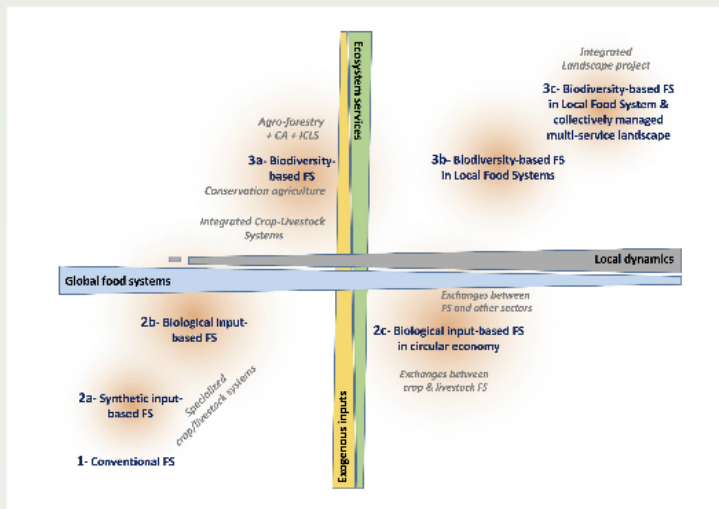 Integrated
Landscape project
3c- Biodiversity-based FS
in Local Food System &
collectively managed
multi-service landscape
Ecosystem services
Agro-forestry
+ CA + ICLS
3a- Biodiversity-
based FS
Conservation agriculture
3b- Biodiversity-based FS
in Local Food Systems
Integrated Crop-Livestock
Systems
Local dynamics
Global food systems
Exchanges between
FS and other sectors
2b- Biological Input-
based FS
2c- Biological input-based FS
in circular economy
Exchanges between
crop & livestock FS
Specialized
crop/livestock systems
2a- Synthetic input-
based FS
Exogenous inputs
1- Conventional FS